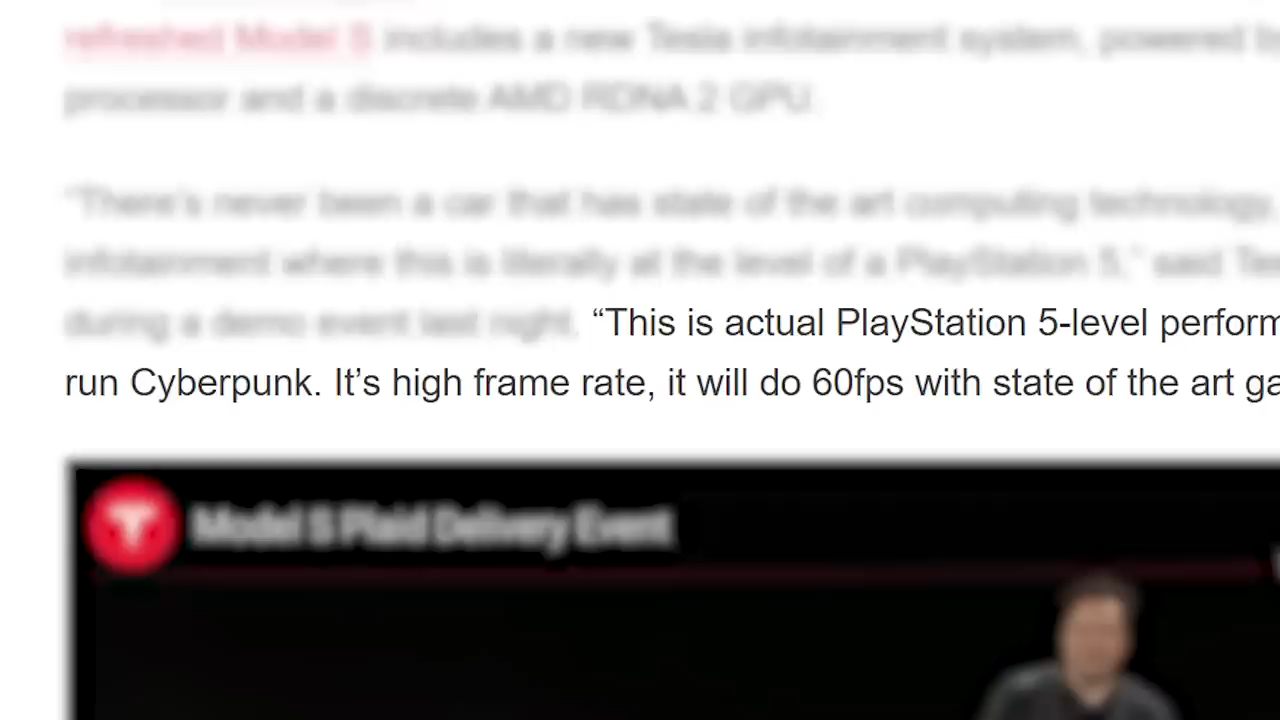 refreshed Model S includes a new Tesla infotainment system, powered by
processor and a discrete AMD RDNA 2 GPU.
“There’s never been a car that has state of the art computing technology,
infotainment where this is literally at the level of a PlayStation 5,” said
during a demo event last night. “This is actual PlayStation 5-level perform
run Cyberpunk. It’s high frame rate, it will do 60fps with state of the art ga
Model S Plaid Delivery Event